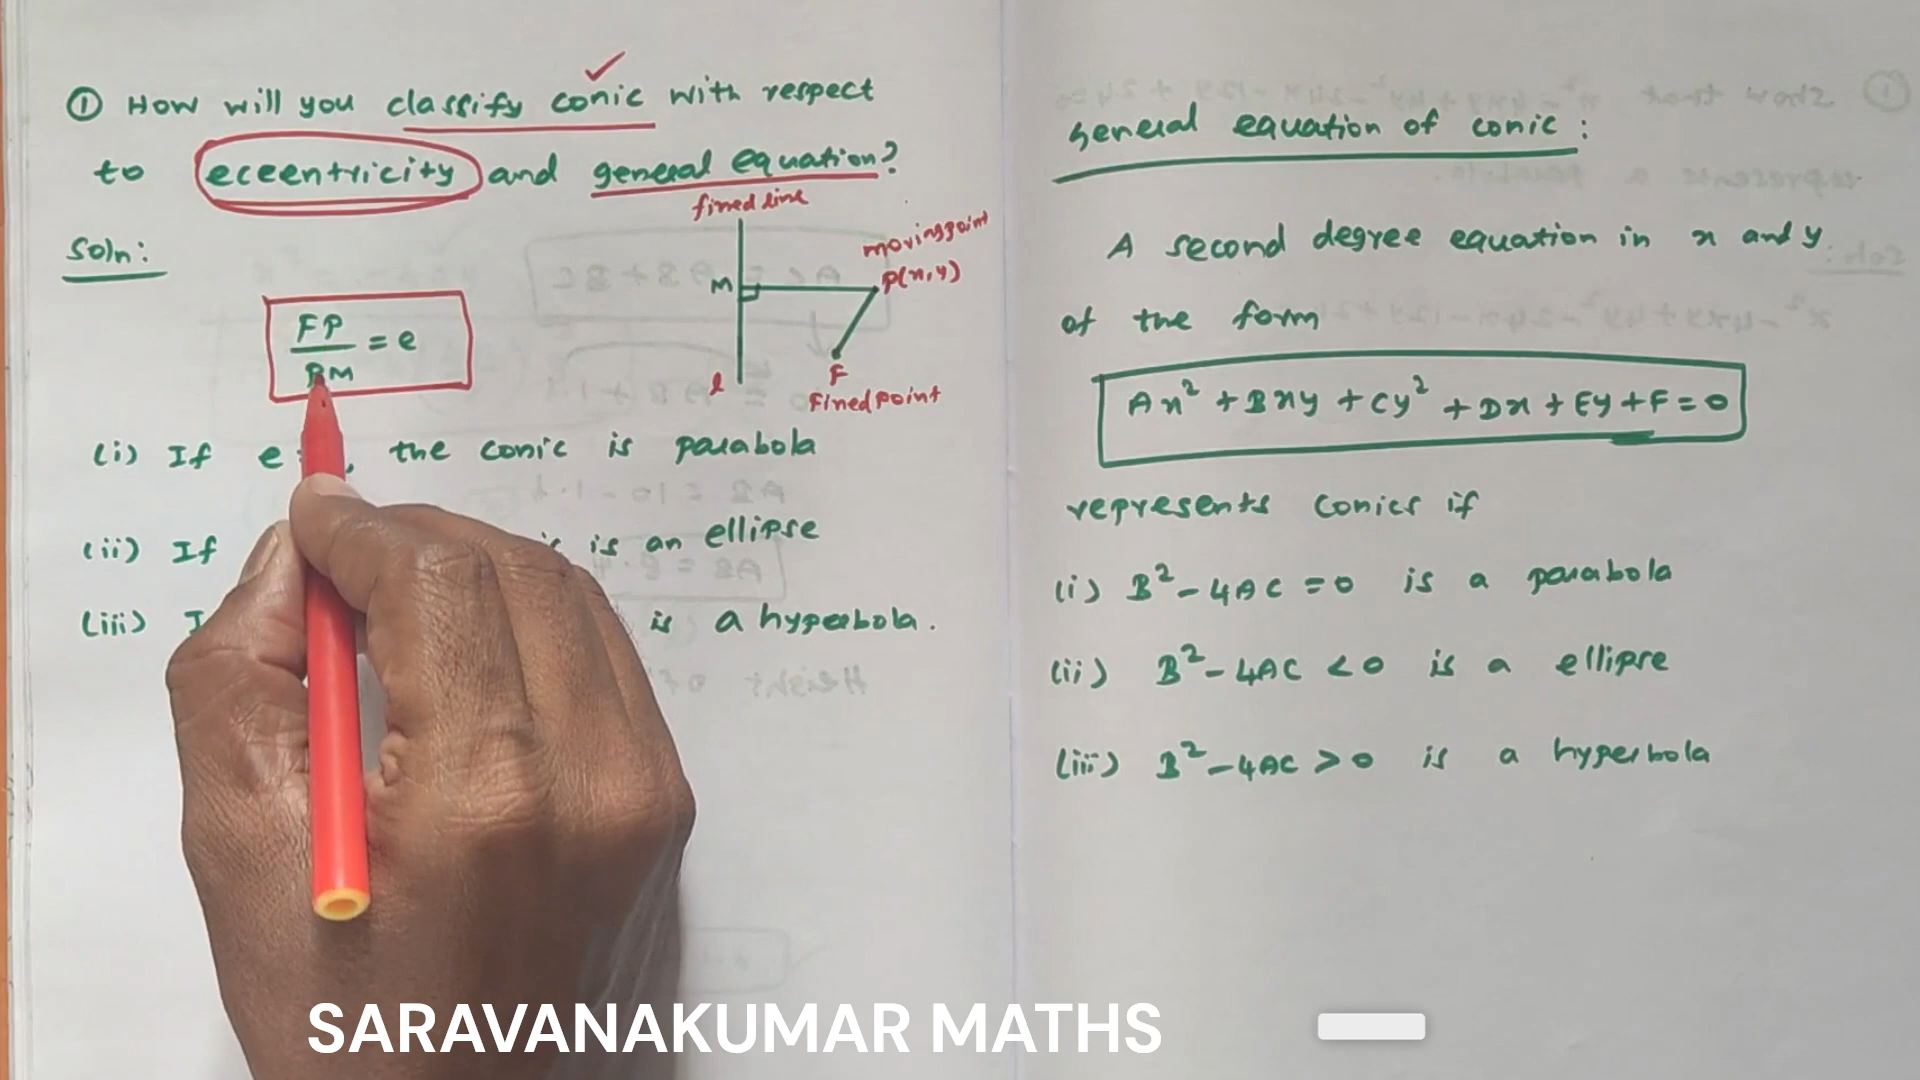 ① How will you classify conic with respect
to eceentricity and general equation?
Soln:
fixed line
moving point
P(x,y)
M
F
Fixed point
l
FP/PM = e
(i) If e , the conic is parabola
(ii) If is an ellipse
(iii) is a hyperbola.
general equation of conic:
A second degree equation in x and y
of the form
Ax² + Bxy + Cy² + Dx + Ey + F = 0
represents conics if
(i) B² - 4AC = 0 is a parabola
(ii) B² - 4AC < 0 is a ellipse
(iii) B² - 4AC > 0 is a hyperbola
SARAVANAKUMAR MATHS